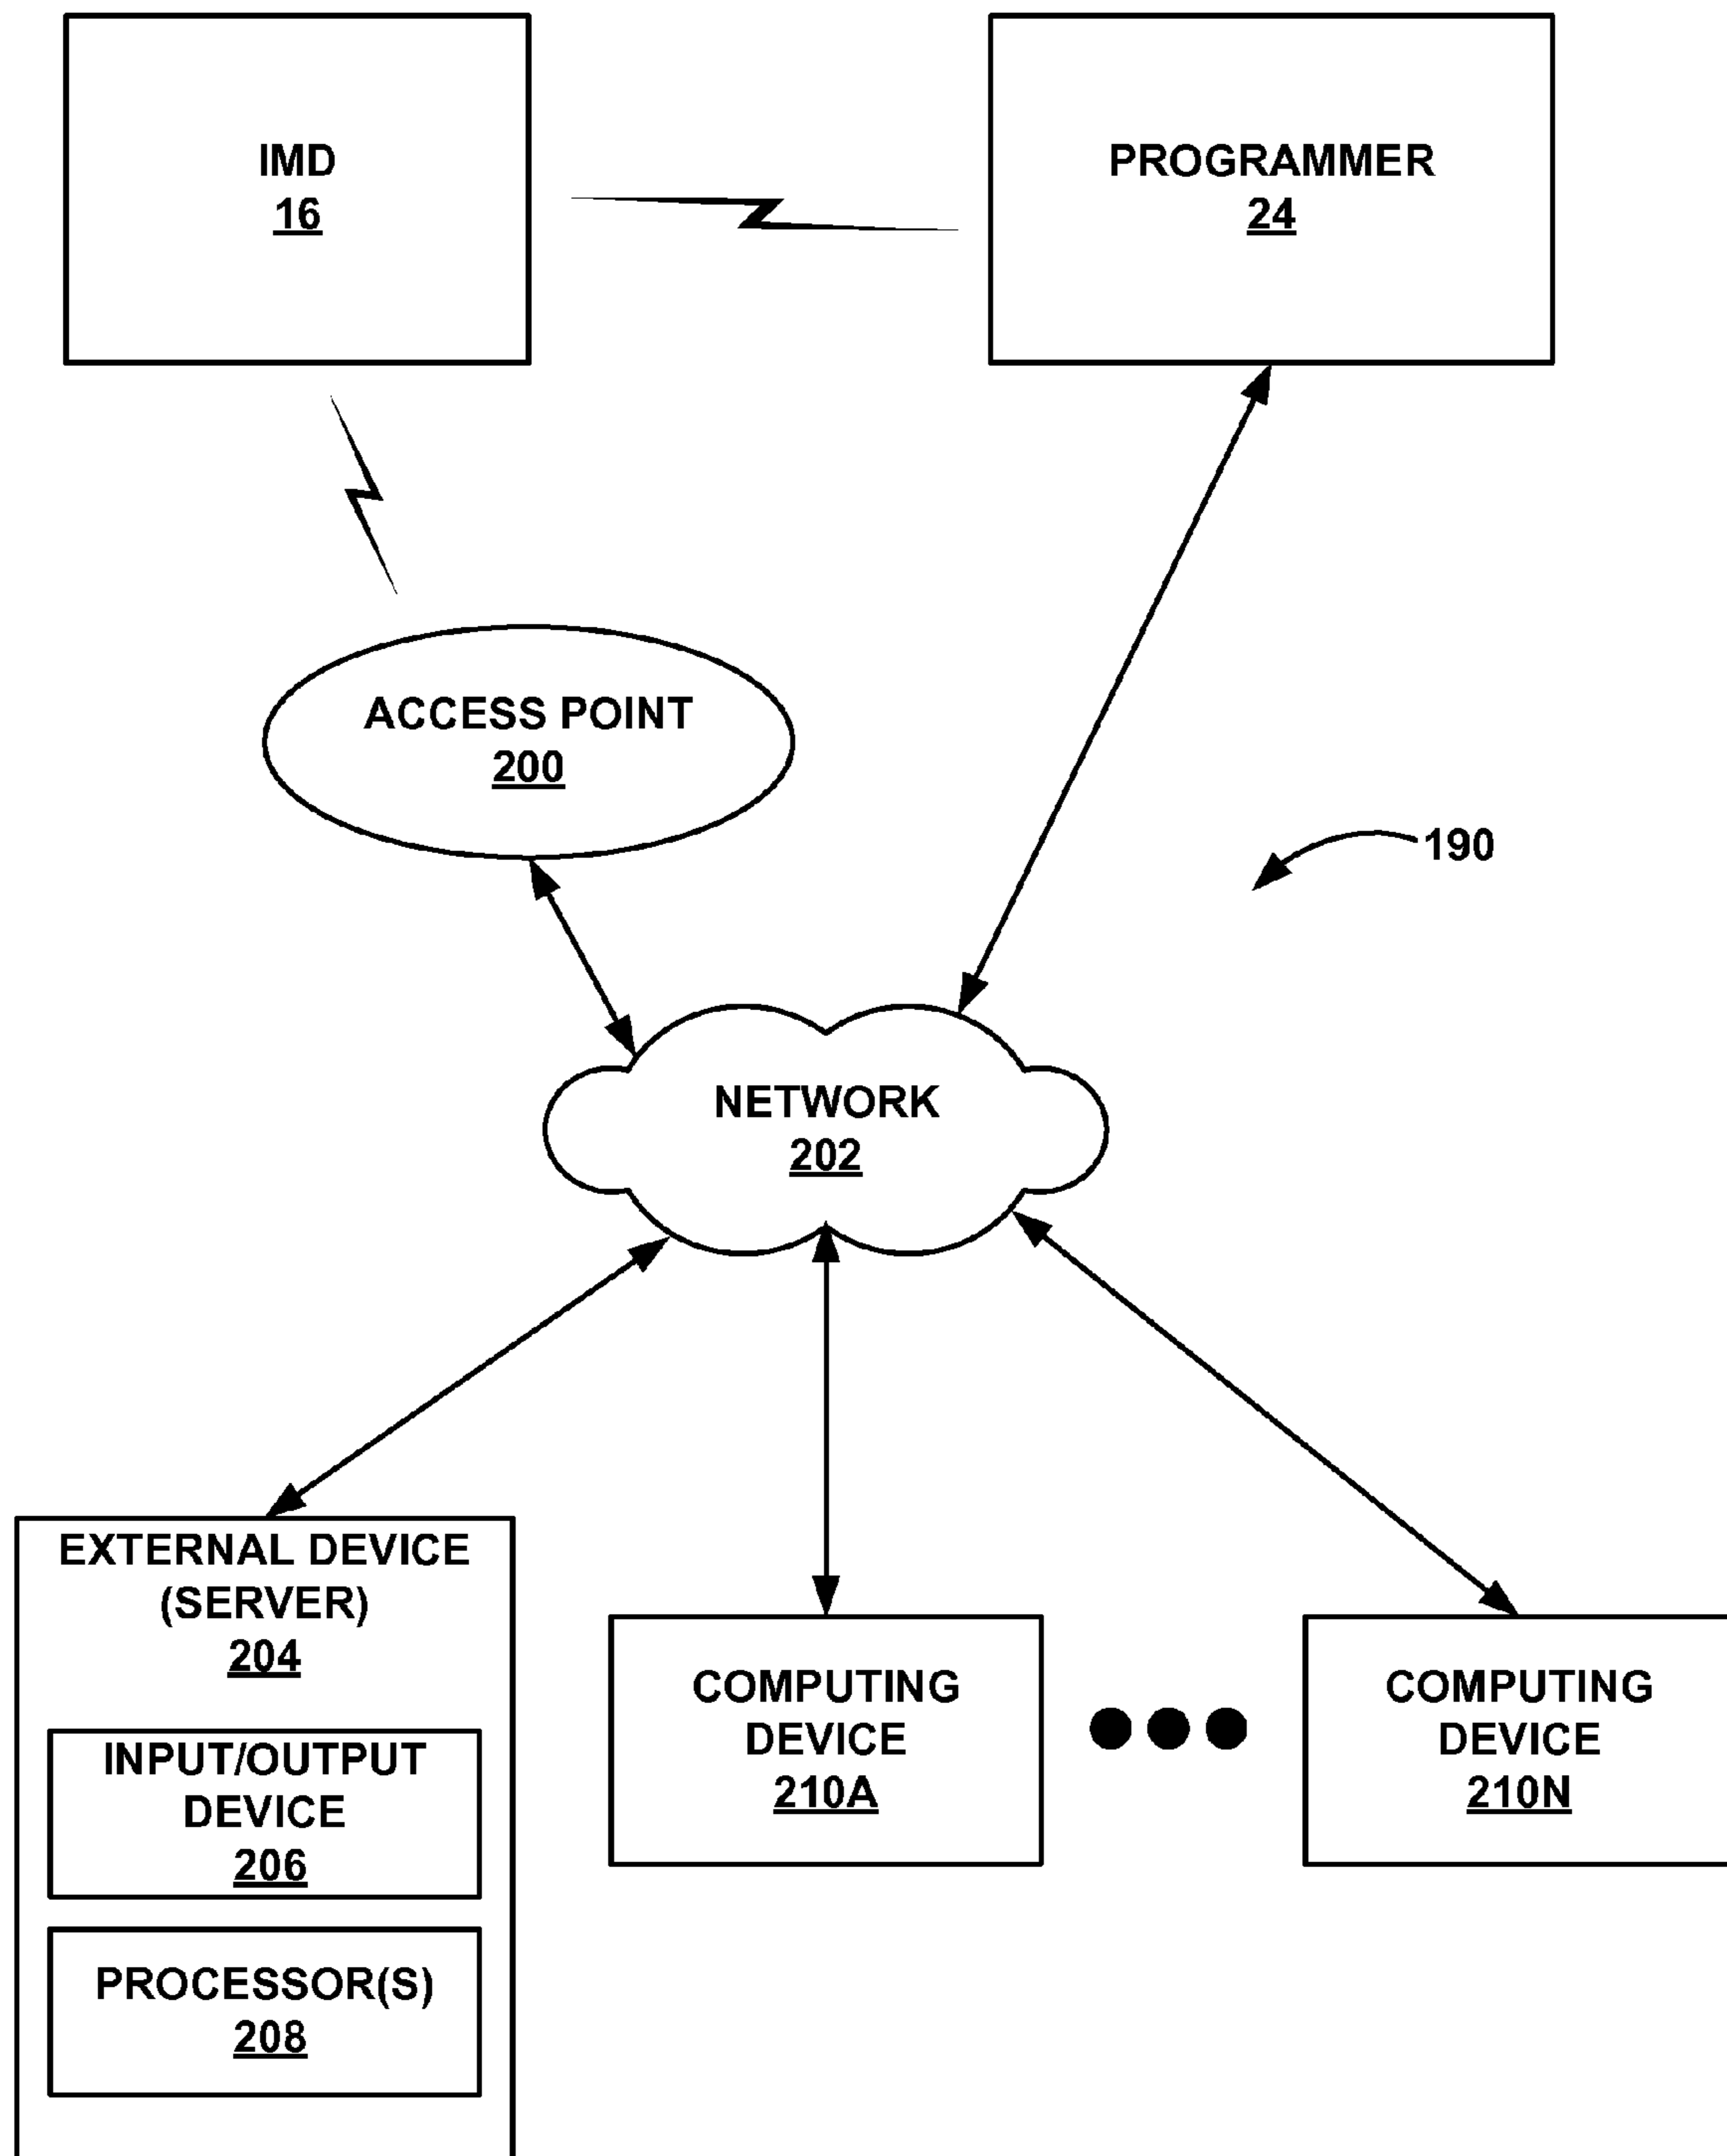 IMD
16
PROGRAMMER
24
ACCESS POINT
200
190
NETWORK
202
EXTERNAL DEVICE
(SERVER)
204
INPUT/OUTPUT
DEVICE
206
PROCESSOR(S)
208
COMPUTING
DEVICE
210A
COMPUTING
DEVICE
210N